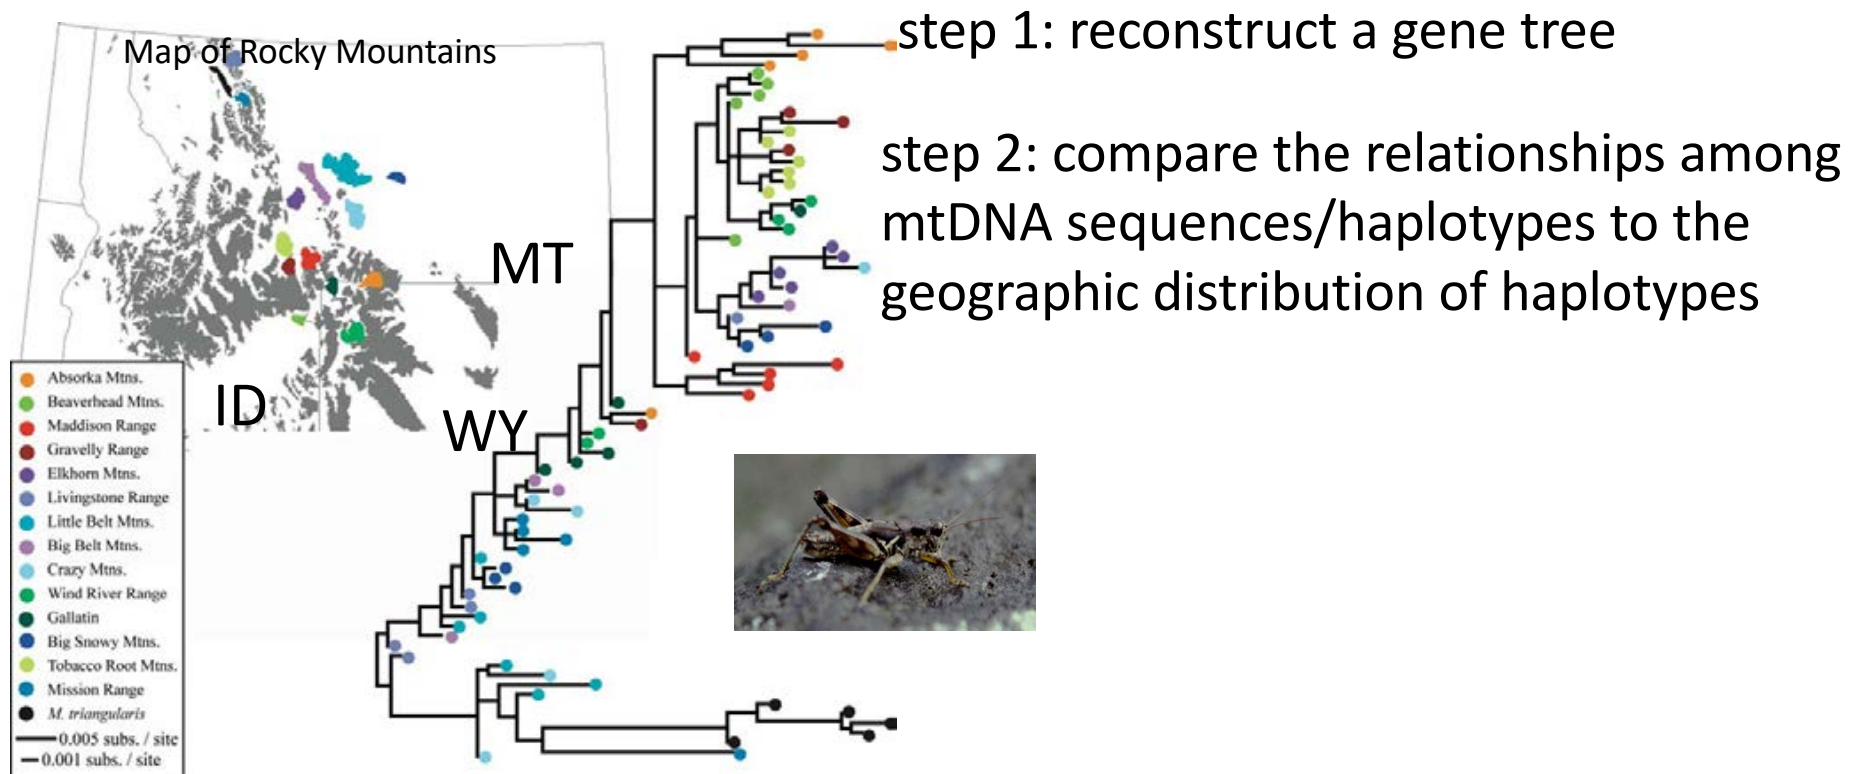 Map of Rocky Mountains
step 1: reconstruct a gene tree
step 2: compare the relationships among
mtDNA sequences/haplotypes to the
geographic distribution of haplotypes
MT
ID
WY
Absorka Mtns.
Beaverhead Mtns.
Maddison Range
Gravelly Range
Elkhorn Mtns.
Livingstone Range
Little Belt Mtns.
Big Belt Mtns.
Crazy Mtns.
Wind River Range
Gallatin
Big Snowy Mtns.
Tobacco Root Mtns.
Mission Range
M. triangularis
0.005 subs. / site
0.001 subs. / site